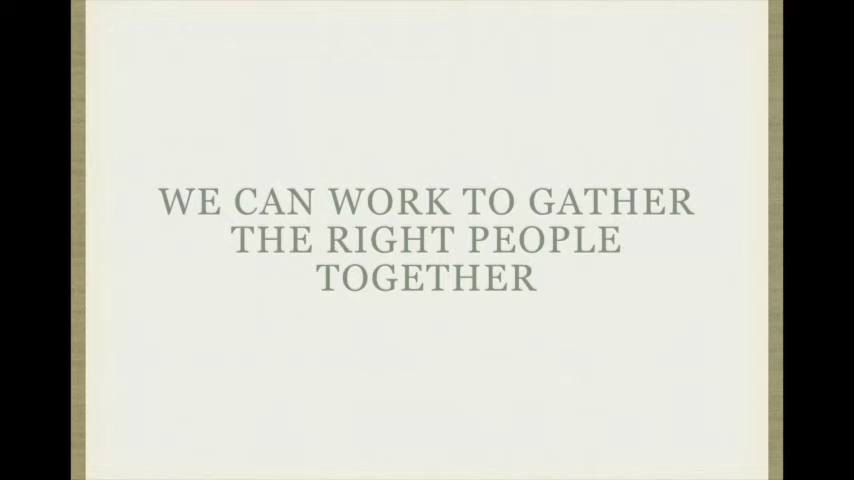 WE CAN WORK TO GATHER
THE RIGHT PEOPLE
TOGETHER